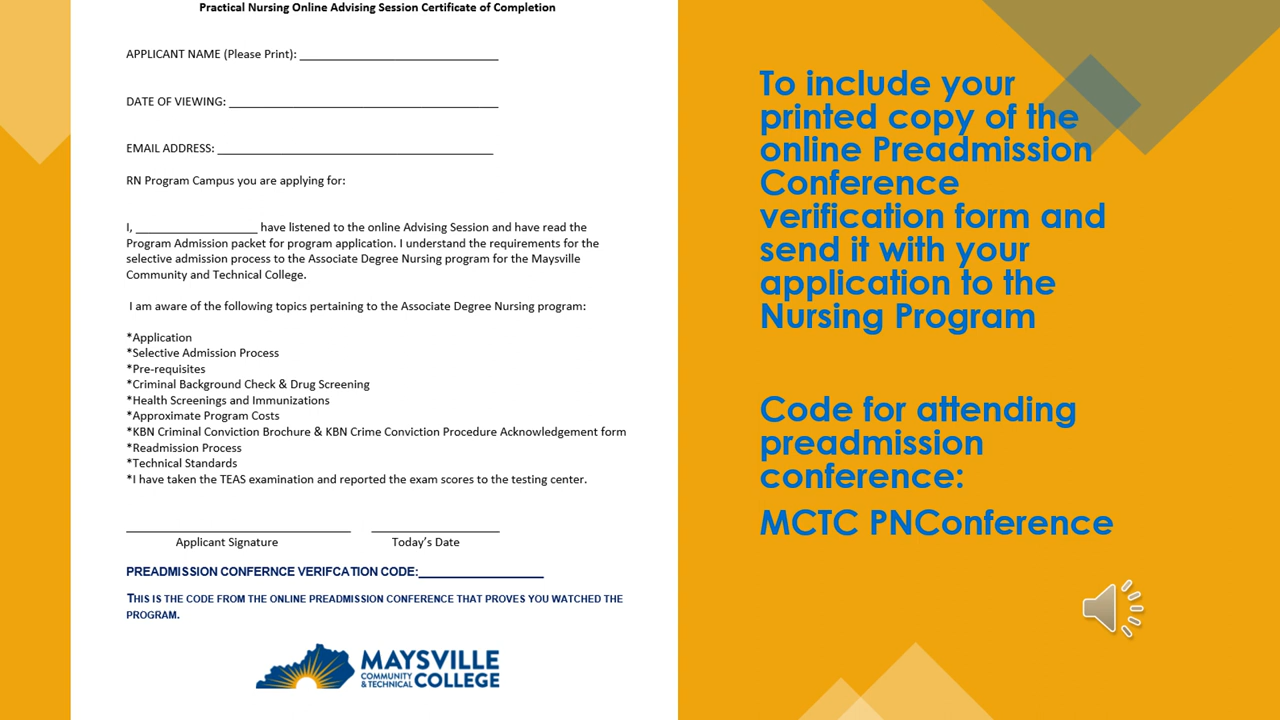 Practical Nursing Online Advising Session Certificate of Completion
APPLICANT NAME (Please Print): ______________________________
DATE OF VIEWING: _________________________________________
EMAIL ADDRESS: __________________________________________
RN Program Campus you are applying for:
I, ___________________ have listened to the online Advising Session and have read the
Program Admission packet for program application. I understand the requirements for the
selective admission process to the Associate Degree Nursing program for the Maysville
Community and Technical College.
I am aware of the following topics pertaining to the Associate Degree Nursing program:
*Application
*Selective Admission Process
*Pre-requisites
*Criminal Background Check & Drug Screening
*Health Screenings and Immunizations
*Approximate Program Costs
*KBN Criminal Conviction Brochure & KBN Crime Conviction Procedure Acknowledgement form
*Readmission Process
*Technical Standards
*I have taken the TEAS examination and reported the exam scores to the testing center.
___________________________________ ____________________
Applicant Signature Today's Date
PREADMISSION CONFERNCE VERIFCATION CODE:___________________
THIS IS THE CODE FROM THE ONLINE PREADMISSION CONFERENCE THAT PROVES YOU WATCHED THE
PROGRAM.
MAYSVILLE
COMMUNITY & TECHNICAL COLLEGE
To include your
printed copy of the
online Preadmission
Conference
verification form and
send it with your
application to the
Nursing Program
Code for attending
preadmission
conference:
MCTC PNConference